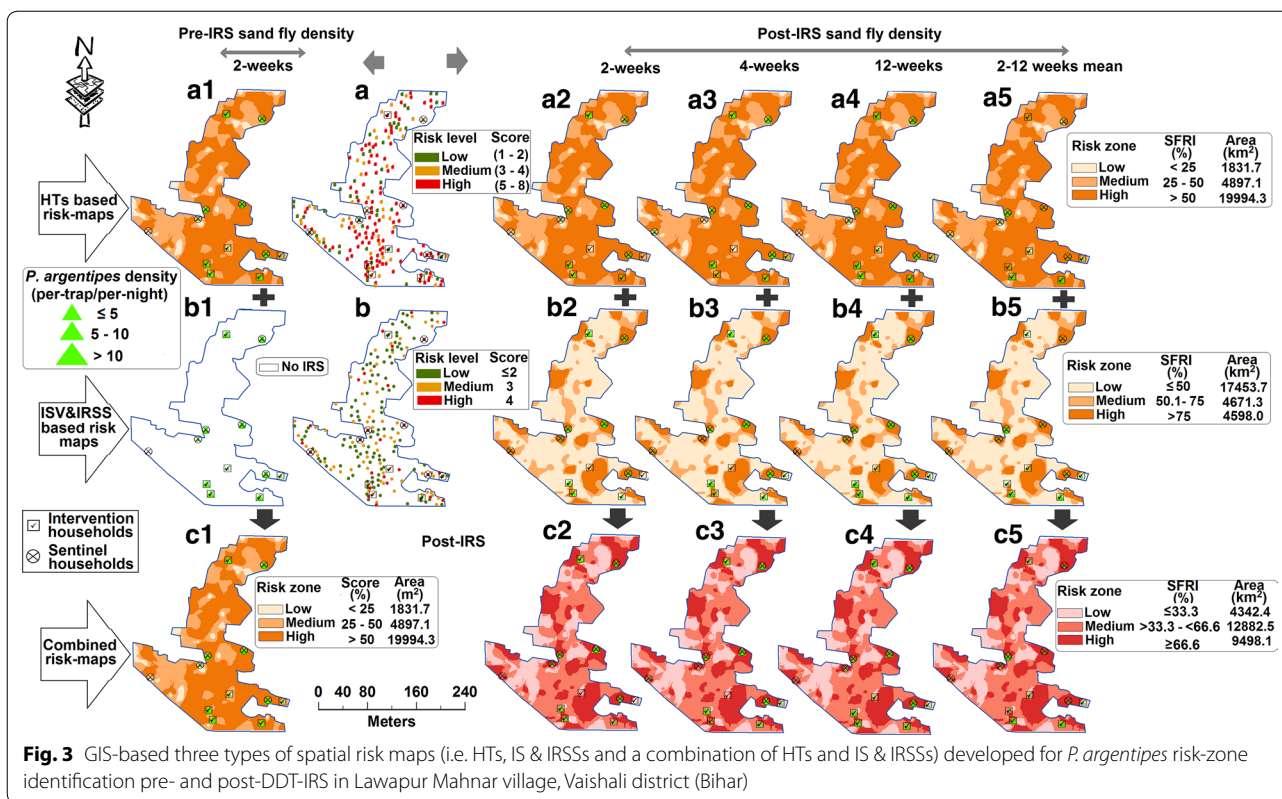 N
Pre-IRS sand fly density
Post-IRS sand fly density
2-weeks
2-weeks
4-weeks
12-weeks
2-12 weeks mean
a1
a
a2
a3
a4
a5
HTs based
risk-maps
Risk level Score
Low (1 - 2)
Medium (3 - 4)
High (5 - 8)
Risk zone SFRI (%) Area (km²)
Low < 25 1831.7
Medium 25 - 50 4897.1
High > 50 19994.3
P. argentipes density
(per-trap/per-night)
≤ 5
5 - 10
> 10
b1
b
b2
b3
b4
b5
No IRS
Risk level Score
Low ≤2
Medium 3
High 4
Risk zone SFRI (%) Area (km²)
Low ≤ 50 17453.7
Medium 50.1- 75 4671.3
High >75 4598.0
ISV&IRSS
based risk
maps
Intervention
households
Sentinel
households
c1
Post-IRS
c2
c3
c4
c5
Risk zone Score (%) Area (m²)
Low < 25 1831.7
Medium 25 - 50 4897.1
High > 50 19994.3
Risk zone SFRI (%) Area (km²)
Low ≤33.3 4342.4
Medium >33.3 - <66.6 12882.5
High ≥66.6 9498.1
Combined
risk-maps
0 40 80 160 240
Meters
Fig. 3 GIS-based three types of spatial risk maps (i.e. HTs, IS & IRSSs and a combination of HTs and IS & IRSSs) developed for P. argentipes risk-zone
identification pre- and post-DDT-IRS in Lawapur Mahnar village, Vaishali district (Bihar)